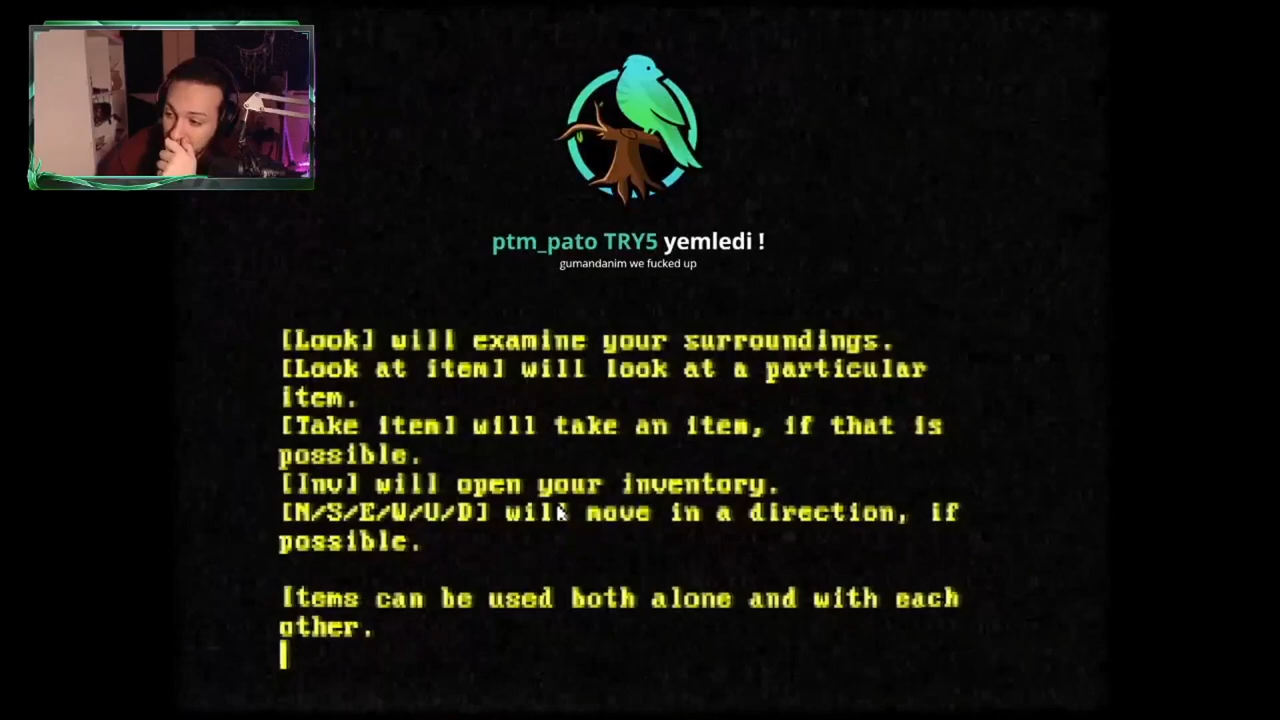 ptm_pato TRY5 yemledi !
gumandanim we fucked up
[Look] will examine your surroundings.
[Look at item] will look at a particular
item.
[Take item] will take an item, if that is
possible.
[Inv] will open your inventory.
[N/S/E/W/U/D] will move in a direction, if
possible.
Items can be used both alone and with each
other.